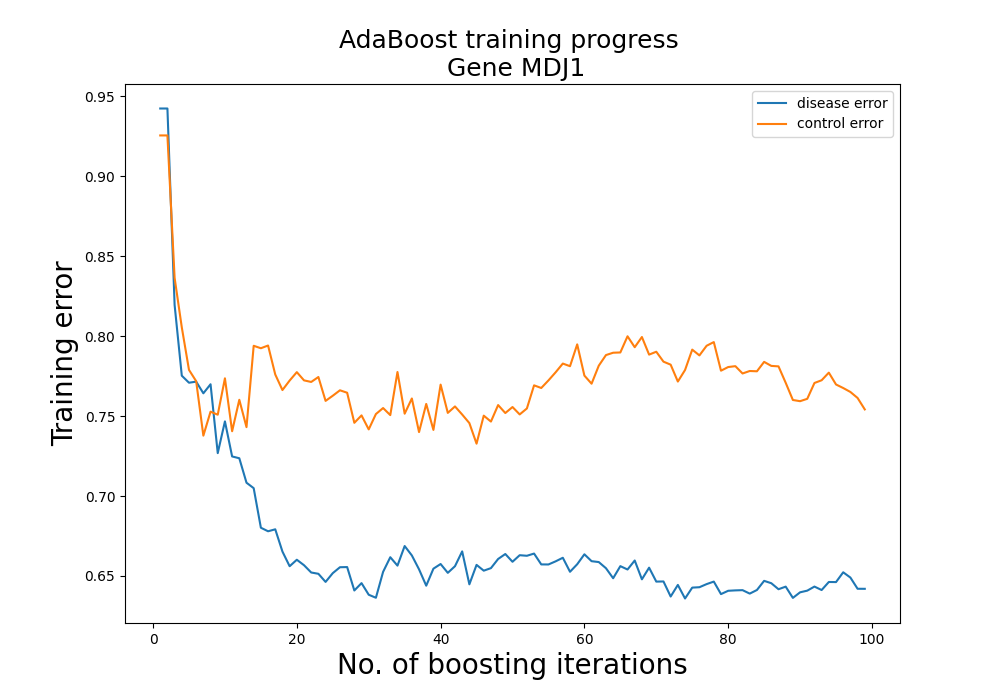 AdaBoost training progress
Gene MDJ1
disease error
control error
Training error
0.95
0.90
0.85
0.80
0.75
0.70
0.65
0
20
40
60
80
100
No. of boosting iterations